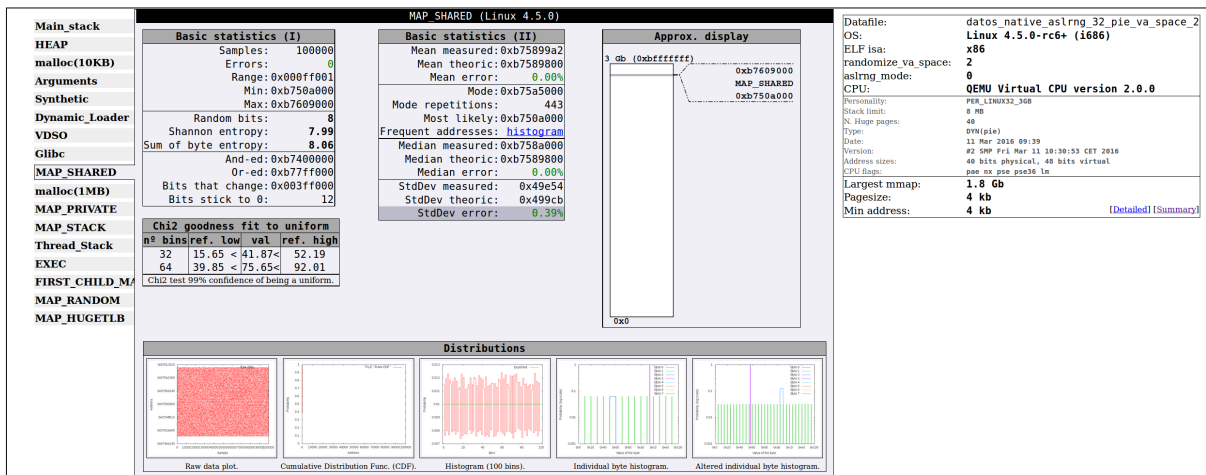 Main_stack
HEAP
malloc(10KB)
Arguments
Synthetic
Dynamic_Loader
VDSO
Glibc
MAP_SHARED
malloc(1MB)
MAP_PRIVATE
MAP_STACK
Thread_Stack
EXEC
FIRST_CHILD_MA
MAP_RANDOM
MAP_HUGETLB
MAP_SHARED (Linux 4.5.0)
Basic statistics (I)
Samples: 100000
Errors: 0
Range: 0x000ff001
Min: 0xb750a000
Max: 0xb7609000
Random bits: 8
Shannon entropy: 7.99
Sum of byte entropy: 8.06
And-ed: 0xb7400000
Or-ed: 0xb77ff000
Bits that change: 0x003ff000
Bits stick to 0: 12
Chi2 goodness fit to uniform
nº bins ref. low val ref. high
32 15.65 < 41.87< 52.19
64 39.85 < 75.65< 92.01
Chi2 test 99% confidence of being a uniform.
Basic statistics (II)
Mean measured: 0xb75899a2
Mean theoric: 0xb7589800
Mean error: 0.00%
Mode: 0xb75a5000
Mode repetitions: 443
Most likely: 0xb750a000
Frequent addresses: histogram
Median measured: 0xb758a000
Median theoric: 0xb7589800
Median error: 0.00%
StdDev measured: 0x49e54
StdDev theoric: 0x499cb
StdDev error: 0.39%
Approx. display
3 Gb (0xbfffffff)
0xb7609000
MAP_SHARED
0xb750a000
0x0
Distributions
Raw data plot.
Cumulative Distribution Func. (CDF).
Histogram (100 bins).
Individual byte histogram.
Altered individual byte histogram.
Datafile: datos_native_aslrng_32_pie_va_space_2
OS: Linux 4.5.0-rc6+ (i686)
ELF isa: x86
randomize_va_space: 2
aslrng_mode: 0
CPU: QEMU Virtual CPU version 2.0.0
Personality: PER_LINUX32_3GB
Stack limit: 8 MB
N. Huge pages: 40
Type: DYN(pie)
Date: 11 Mar 2016 09:39
Version: #2 SMP Fri Mar 11 10:30:53 CET 2016
Address sizes: 40 bits physical, 48 bits virtual
CPU flags: pae nx pse pse36 lm
Largest mmap: 1.8 Gb
Pagesize: 4 kb
Min address: 4 kb [Detailed] [Summary]